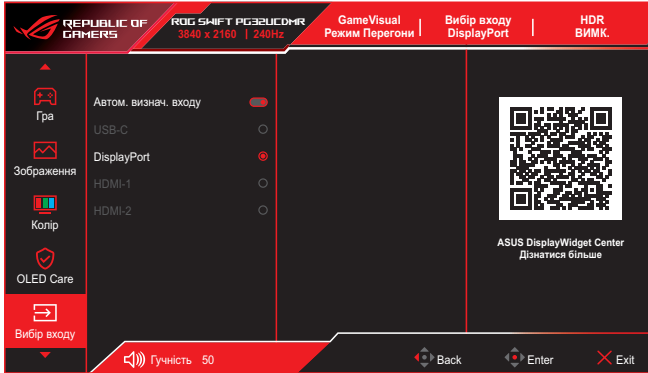 REPUBLIC OF
GAMERS
ROG SWIFT PG32UCDMR
3840 x 2160 | 240Hz
GameVisual
Режим Перегони
Вибір входу
DisplayPort
HDR
ВИМК.
Гра
Зображення
Колір
OLED Care
Вибір входу
Автом. визнач. входу
USB-C
DisplayPort
HDMI-1
HDMI-2
ASUS DisplayWidget Center
Дізнатися більше
Гучність 50
Back
Enter
Exit